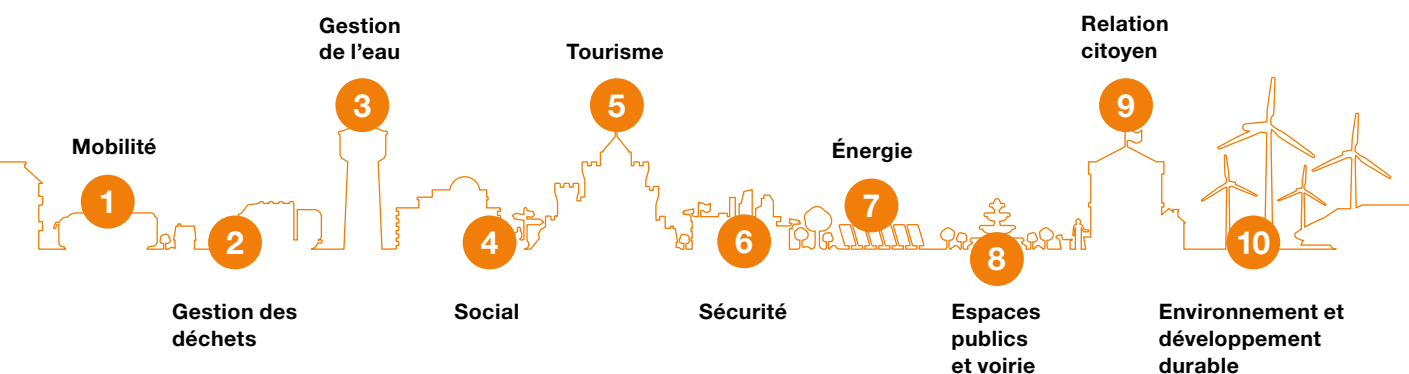 1
Mobilité
2
Gestion des
déchets
3
Gestion
de l’eau
4
Social
5
Tourisme
6
Sécurité
7
Énergie
8
Espaces
publics
et voirie
9
Relation
citoyen
10
Environnement et
développement
durable